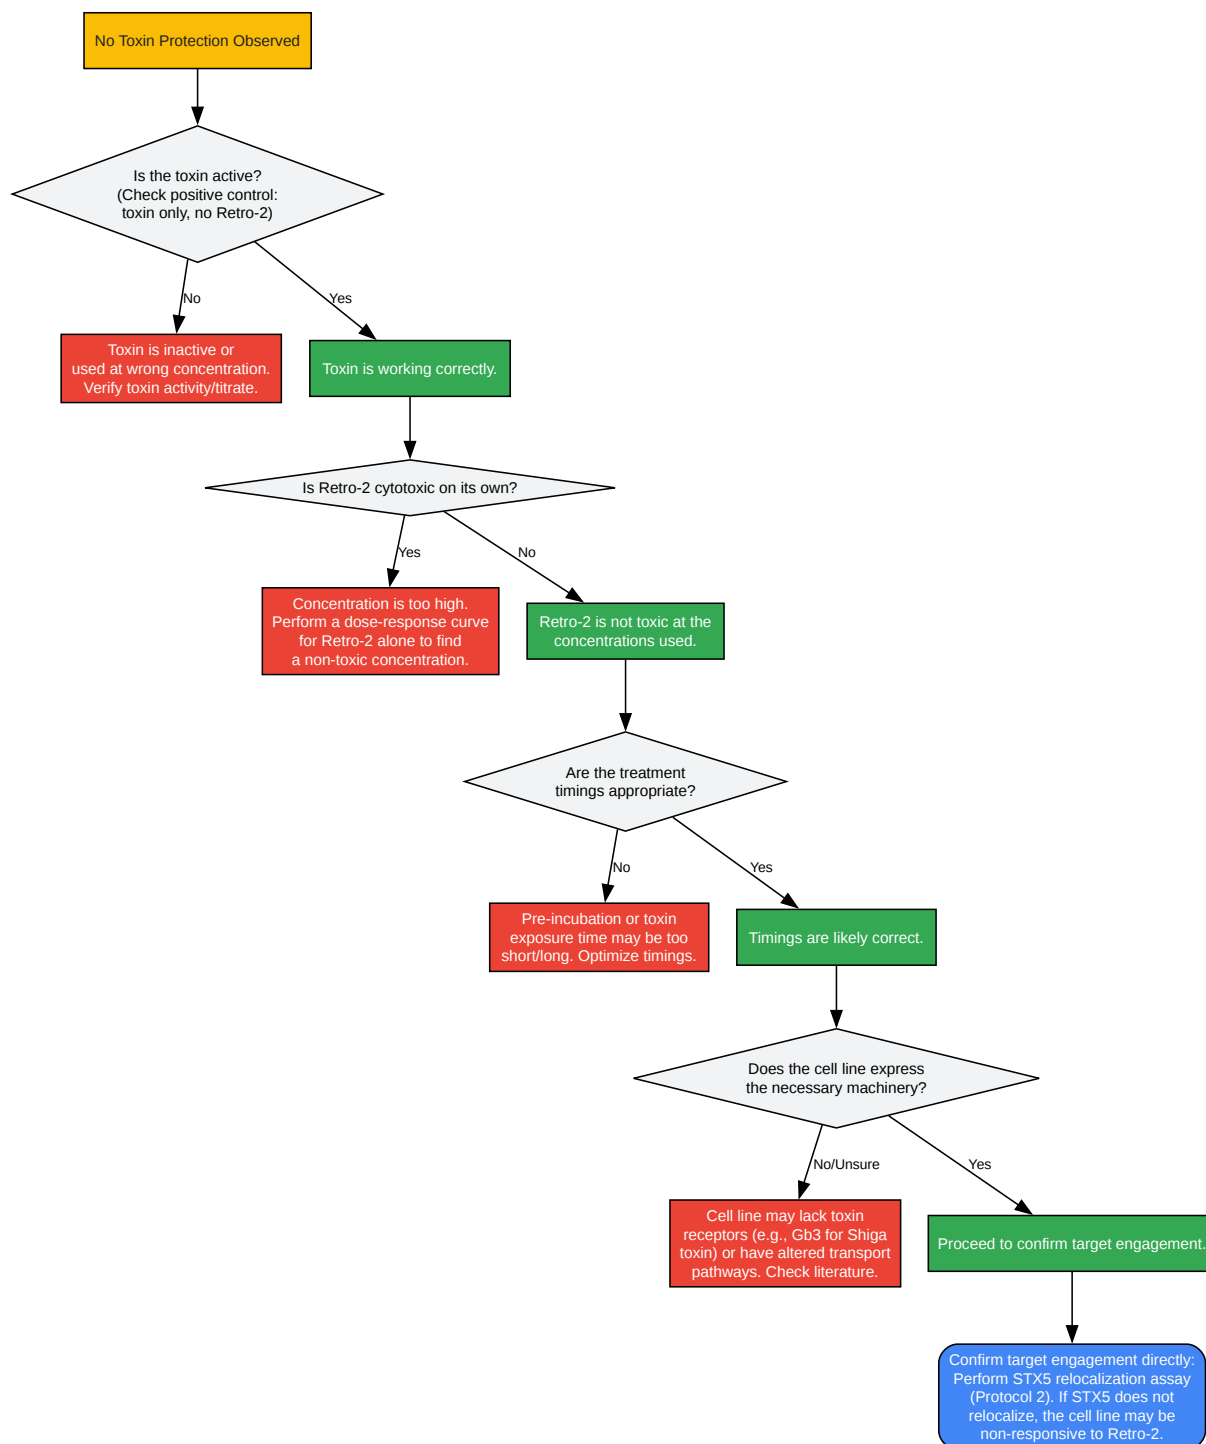 No Toxin Protection Observed
Is the toxin active?
(Check positive control:
toxin only, no Retro-2)
No
Yes
Toxin is inactive or
used at wrong concentration.
Verify toxin activity/titrate.
Toxin is working correctly.
Is Retro-2 cytotoxic on its own?
Yes
No
Concentration is too high.
Perform a dose-response curve
for Retro-2 alone to find
a non-toxic concentration.
Retro-2 is not toxic at the
concentrations used.
Are the treatment
timings appropriate?
No
Yes
Pre-incubation or toxin
exposure time may be too
short/long. Optimize timings.
Timings are likely correct.
Does the cell line express
the necessary machinery?
No/Unsure
Yes
Cell line may lack toxin
receptors (e.g., Gb3 for Shiga
toxin) or have altered transport
pathways. Check literature.
Proceed to confirm target engagement.
Confirm target engagement directly:
Perform STX5 relocalization assay
(Protocol 2). If STX5 does not
relocalize, the cell line may be
non-responsive to Retro-2.